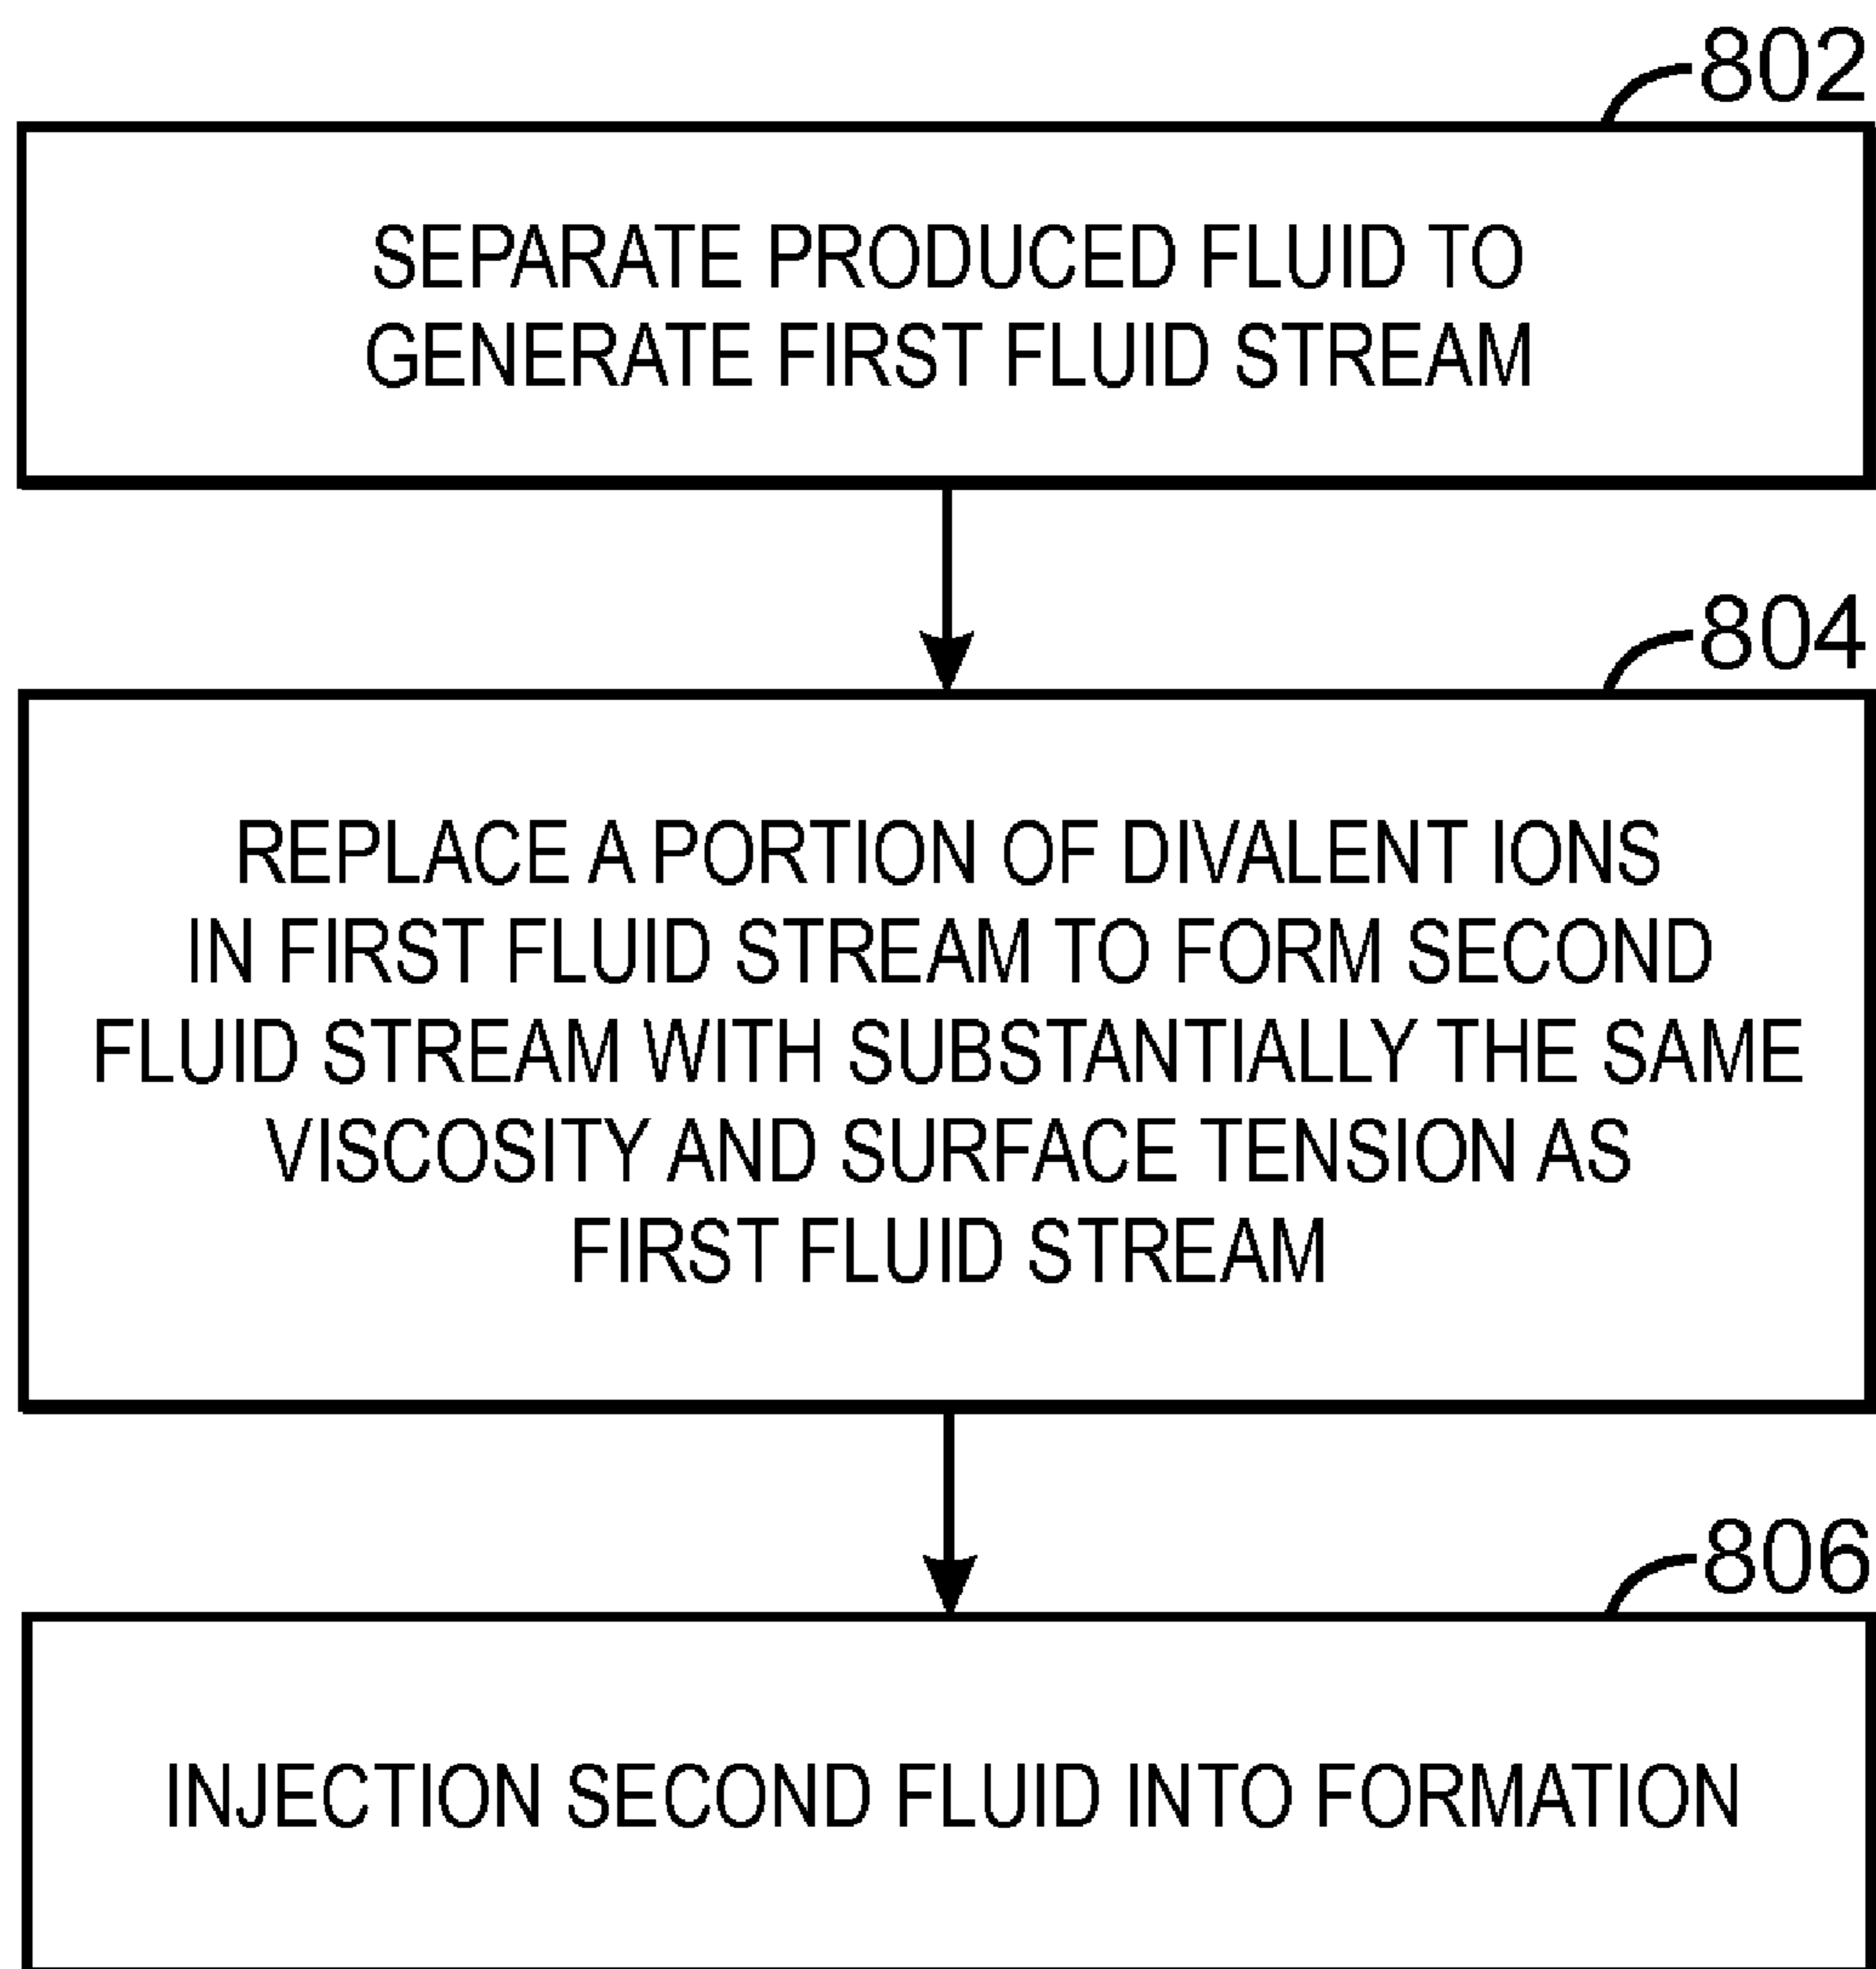 802
SEPARATE PRODUCED FLUID TO
GENERATE FIRST FLUID STREAM
804
REPLACE A PORTION OF DIVALENT IONS
IN FIRST FLUID STREAM TO FORM SECOND
FLUID STREAM WITH SUBSTANTIALLY THE SAME
VISCOSITY AND SURFACE TENSION AS
FIRST FLUID STREAM
806
INJECTION SECOND FLUID INTO FORMATION